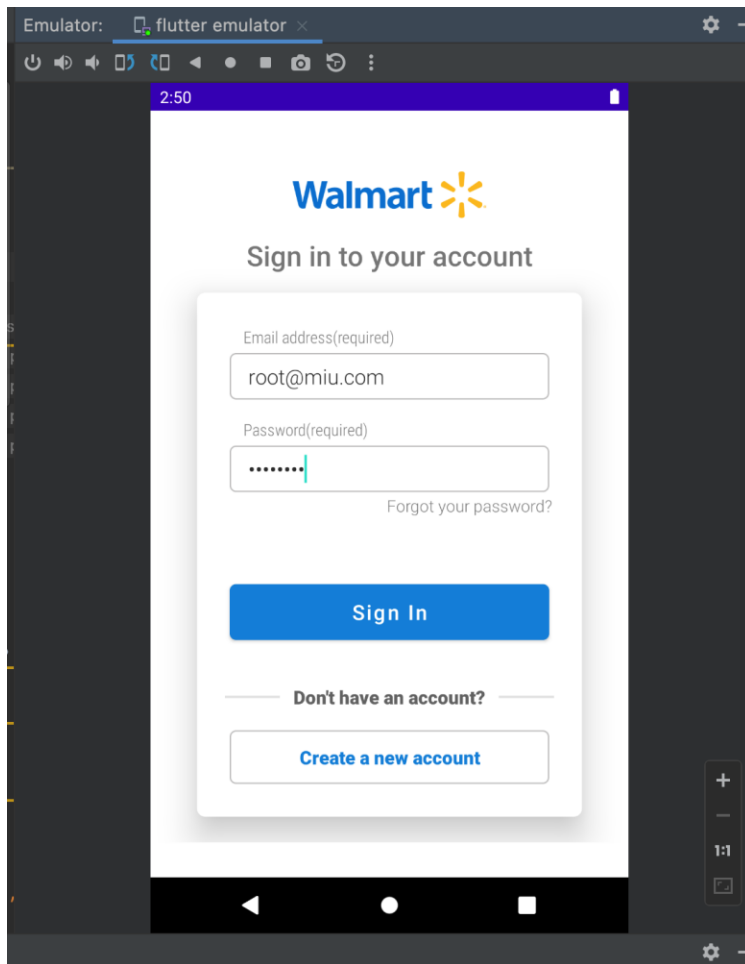 Emulator: flutter emulator
2:50
Walmart
Sign in to your account
Email address(required)
root@miu.com
Password(required)
••••••••
Forgot your password?
Sign In
Don't have an account?
Create a new account
1:1